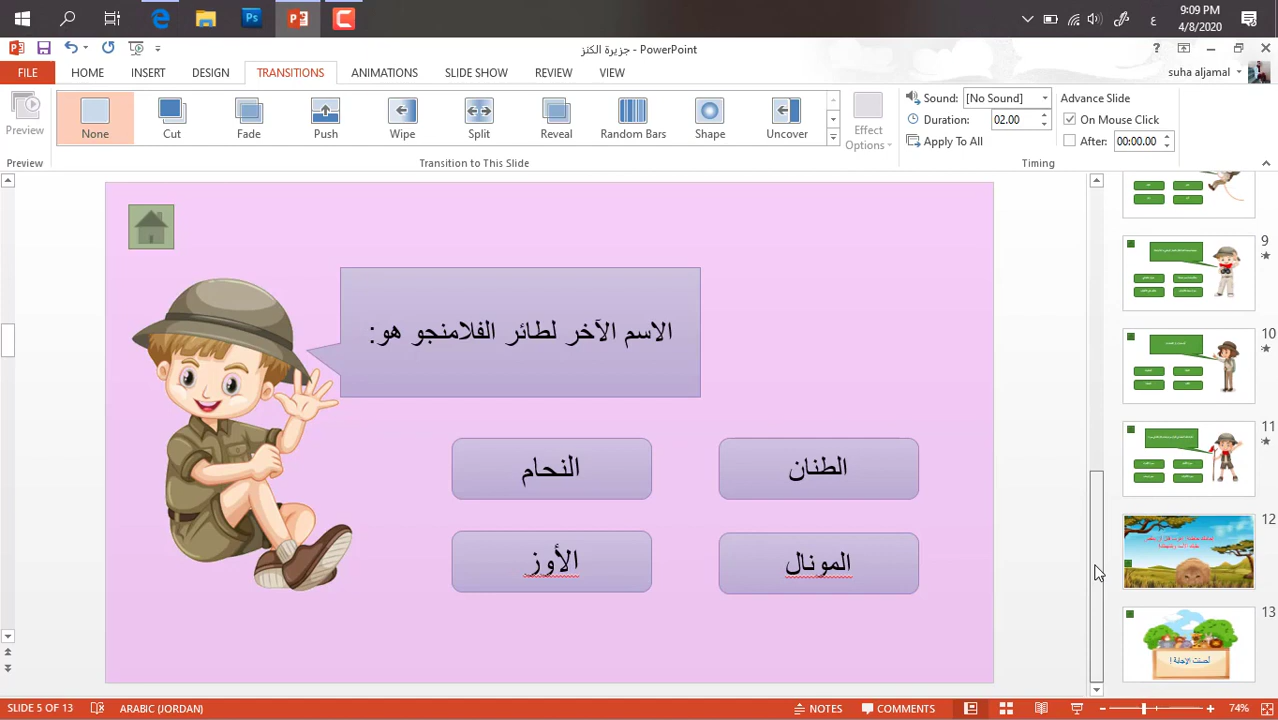 9:09 PM
4/8/2020
ع
جزيرة الكنز - PowerPoint
FILE
HOME
INSERT
DESIGN
TRANSITIONS
ANIMATIONS
SLIDE SHOW
REVIEW
VIEW
suha aljamal
Preview
None
Cut
Fade
Push
Wipe
Split
Reveal
Random Bars
Shape
Uncover
Effect Options
Sound: [No Sound]
Duration: 02.00
Apply To All
Advance Slide
On Mouse Click
After: 00:00.00
Preview
Transition to This Slide
Timing
الاسم الآخر لطائر الفلامنجو هو:
الطنان
النحام
المونال
الأوز
9
10
11
12
13
أحسنت الإجابة !
SLIDE 5 OF 13
ARABIC (JORDAN)
NOTES
COMMENTS
74%